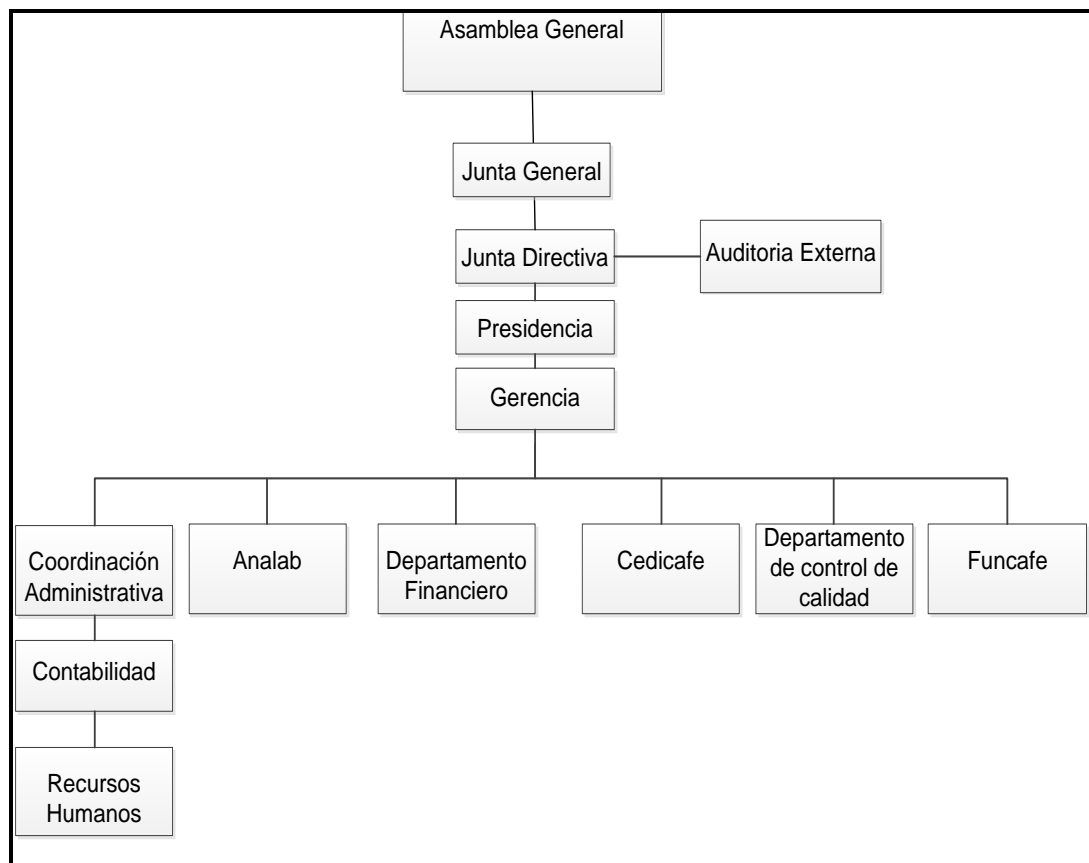 Asamblea General
Junta General
Junta Directiva
Auditoria Externa
Presidencia
Gerencia
Coordinación
Administrativa
Analab
Departamento
Financiero
Cedicafe
Departamento
de control de
calidad
Funcafe
Contabilidad
Recursos
Humanos